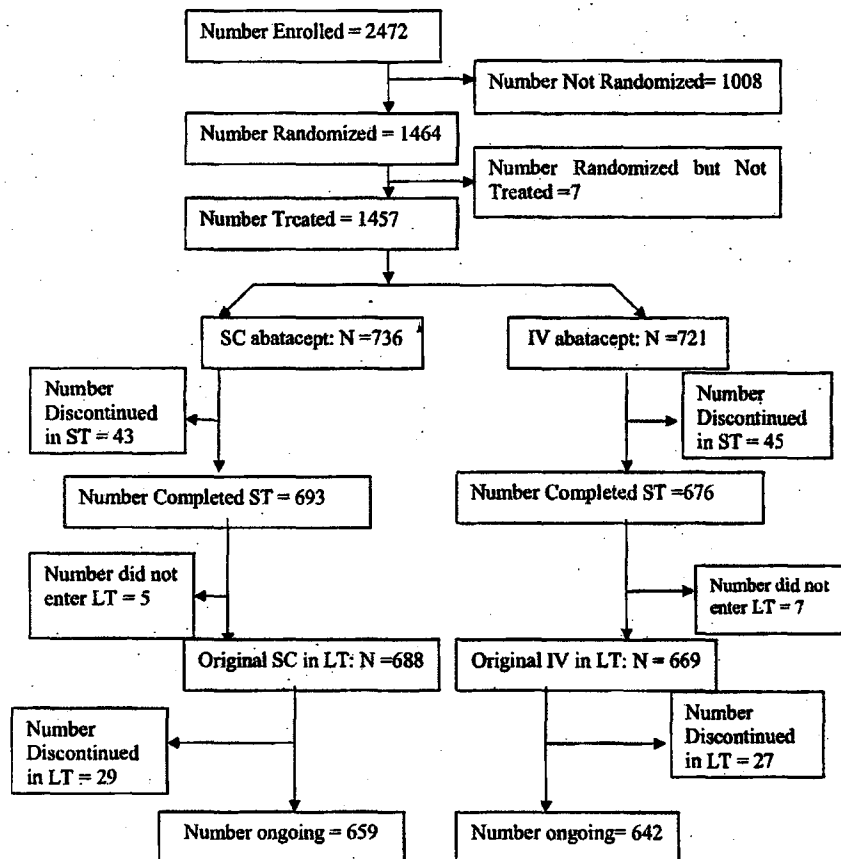 Number Enrolled = 2472
Number Not Randomized= 1008
Number Randomized = 1464
Number Randomized but Not
Treated =7
Number Treated = 1457
SC abatacept: N =736
IV abatacept: N =721
Number
Discontinued
in ST = 43
Number
Discontinued
in ST = 45
Number Completed ST = 693
Number Completed ST =676
Number did not
enter LT = 5
Number did not
enter LT = 7
Original SC in LT: N =688
Original IV in LT: N = 669
Number
Discontinued
in LT = 29
Number
Discontinued
in LT = 27
Number ongoing = 659
Number ongoing= 642